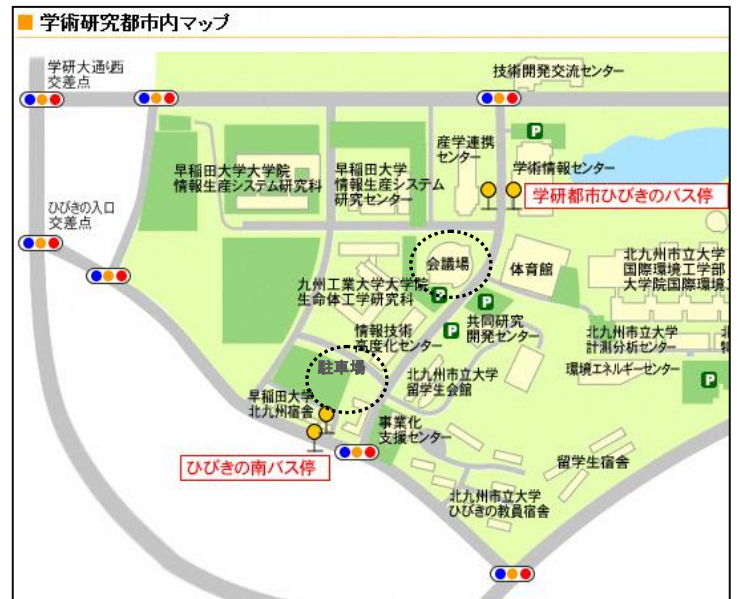 学術研究都市内マップ
学研大通り西
交差点
技術開発交流センター
P
産学連携
センター
学術情報センター
早稲田大学大学院
情報生産システム研究科
早稲田大学
情報生産システム
研究センター
学研都市ひびきのバス停
ひびきの入口
交差点
会議場
体育館
北九州市立大学
国際環境工学部
大学院国際環境
九州工業大学大学院
生命体工学研究科
P
P
P
共同研究
開発センター
情報技術
高度化センター
北九州市立大学
計測分析センター
環境エネルギーセンター
P
駐車場
北九州市立大学
留学生会館
早稲田大学
北九州宿舎
事業化
支援センター
ひびきの南バス停
留学生宿舎
北九州市立大学
ひびきの教員宿舎